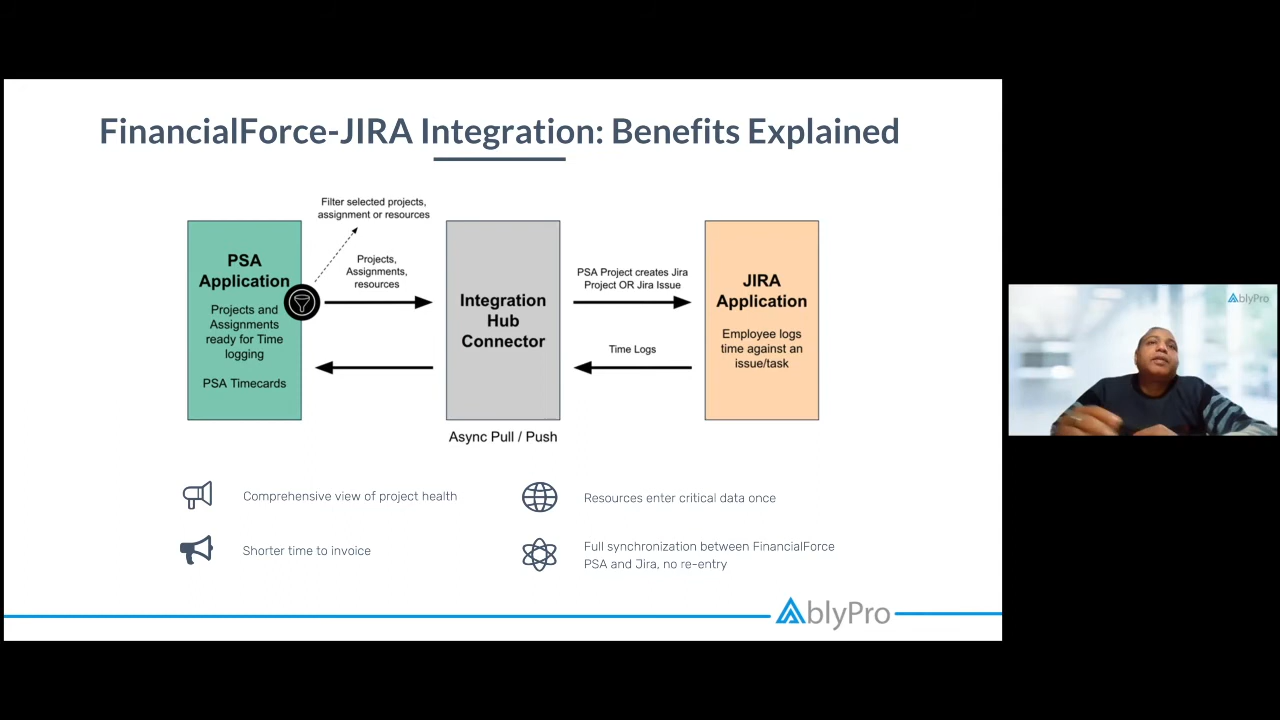 FinancialForce-JIRA Integration: Benefits Explained
Filter selected projects,
assignment or resources
PSA
Application
Projects and
Assignments
ready for Time
logging
PSA Timecards
Projects,
Assignments,
resources
Integration
Hub
Connector
Async Pull / Push
PSA Project creates Jira
Project OR Jira Issue
Time Logs
JIRA
Application
Employee logs
time against an
issue/task
Comprehensive view of project health
Resources enter critical data once
Shorter time to invoice
Full synchronization between FinancialForce
PSA and Jira, no re-entry
AblyPro
AblyPro